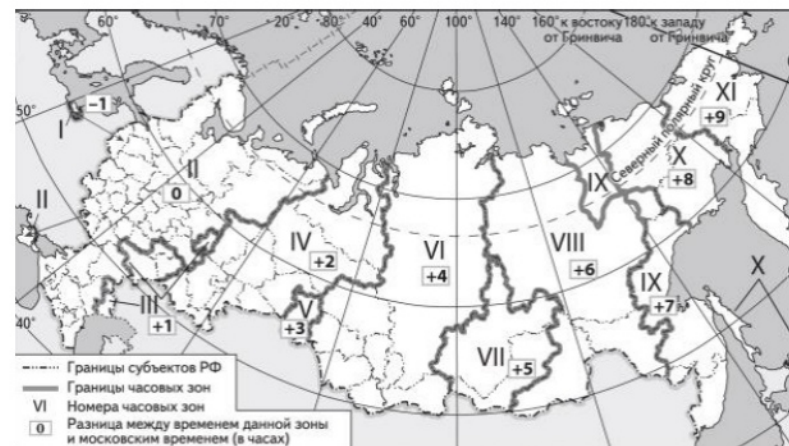 60° 70° 20° 40° 60° 80° 100° 140° 160° к востоку 180° к западу
от Гринвича от Гринвича
50°
-1
I
II
0
II
III
+1
40°
IV
+2
V
+3
VI
+4
VII
+5
VIII
+6
IX
IX
+7
Северный полярный круг
X
+8
XI
+9
X
Границы субъектов РФ
Границы часовых зон
VI Номера часовых зон
0 Разница между временем данной зоны
и московским временем (в часах)